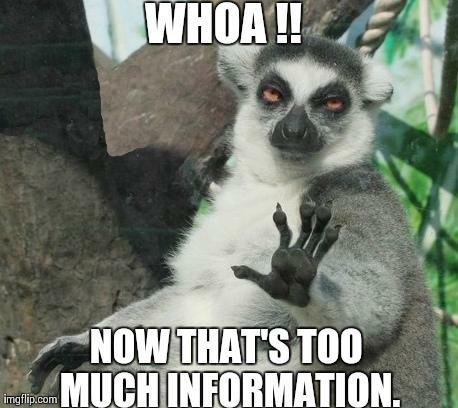 WHOA !!
NOW THAT'S TOO
MUCH INFORMATION.
imgflip.com